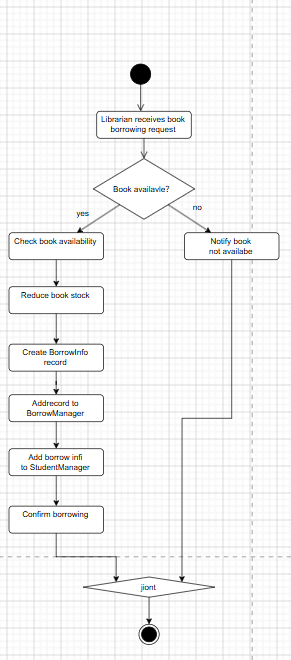 Librarian receives book
borrowing request
Book availavle?
yes
no
Check book availability
Notify book
not availabe
Reduce book stock
Create BorrowInfo
record
Addrecord to
BorrowManager
Add borrow infi
to StudentManager
Confirm borrowing
jiont